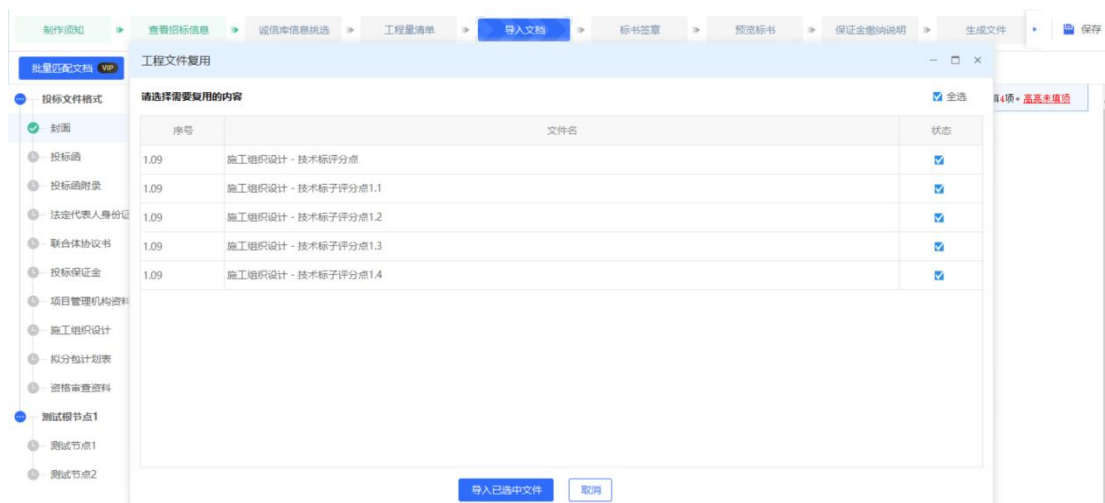 制作须知 查看招标信息 诚信库信息挑选 工程量清单 导入文档 标书签章 预览标书 保证金缴纳说明 生成文件 保存
批量匹配文档 VIP
工程文件复用
投标文件格式
请选择需要复用的内容 全选
填4项。高亮未填项
封面
序号 文件名 状态
投标函
1.09 施工组织设计 - 技术标评分点
投标函附录
1.09 施工组织设计 - 技术标子评分点1.1
法定代表人身份证
1.09 施工组织设计 - 技术标子评分点1.2
联合体协议书
1.09 施工组织设计 - 技术标子评分点1.3
投标保证金
1.09 施工组织设计 - 技术标子评分点1.4
项目管理机构资料
施工组织设计
拟分包计划表
资格审查资料
测试根节点1
测试节点1
测试节点2
导入已选中文件 取消